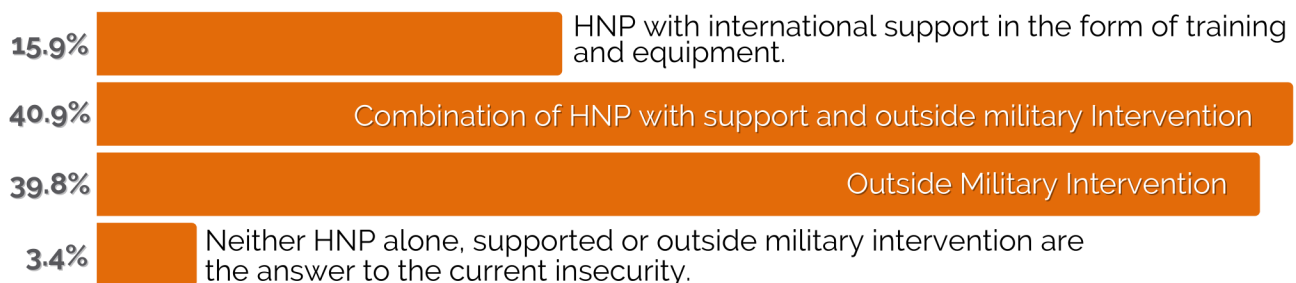 15.9% HNP with international support in the form of training
and equipment.
40.9% Combination of HNP with support and outside military Intervention
39.8% Outside Military Intervention
3.4% Neither HNP alone, supported or outside military intervention are
the answer to the current insecurity.